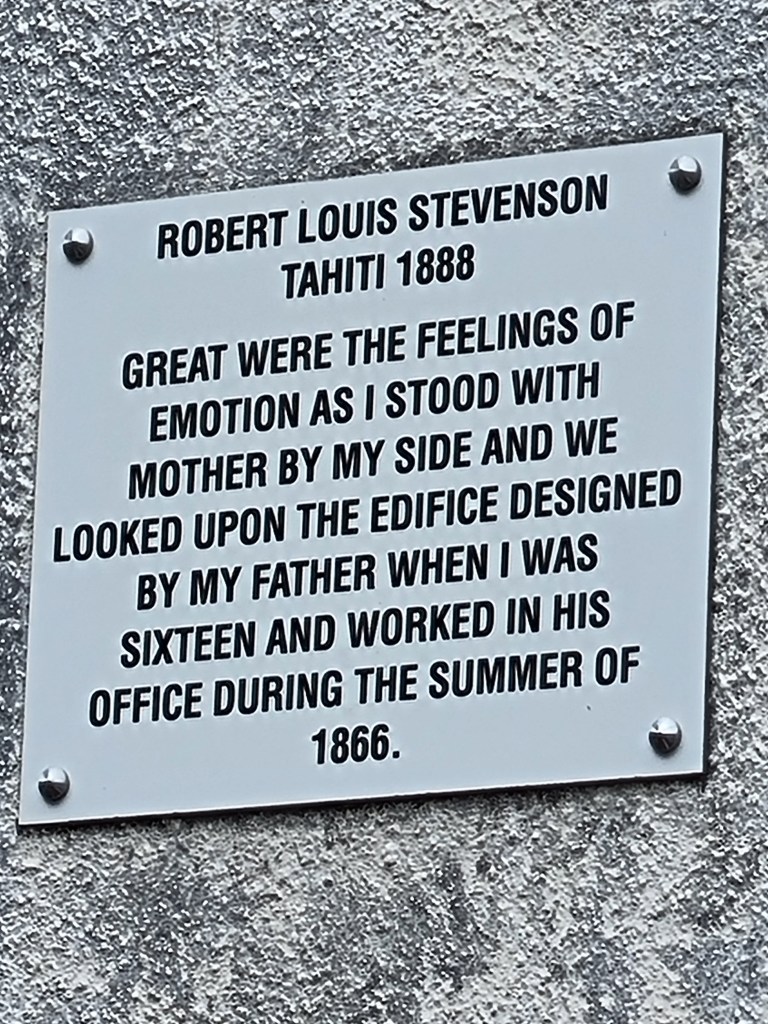 ROBERT LOUIS STEVENSON
TAHITI 1888
GREAT WERE THE FEELINGS OF
EMOTION AS I STOOD WITH
MOTHER BY MY SIDE AND WE
LOOKED UPON THE EDIFICE DESIGNED
BY MY FATHER WHEN I WAS
SIXTEEN AND WORKED IN HIS
OFFICE DURING THE SUMMER OF
1866.